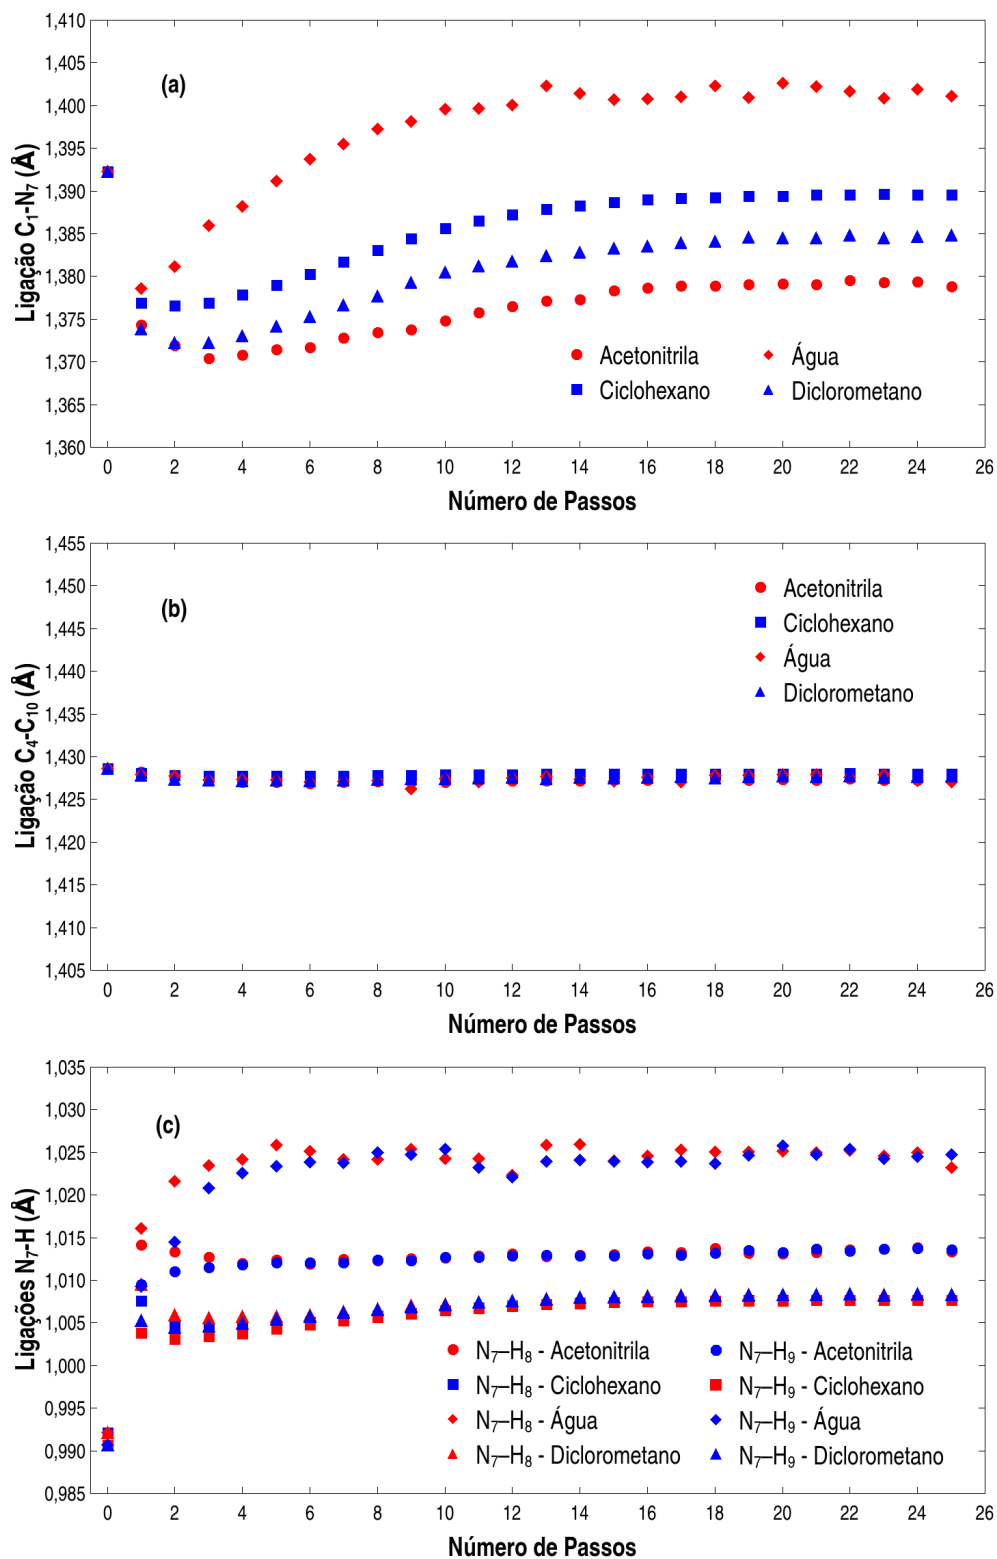 1,410
1,405
1,400
1,395
1,390
1,385
1,380
1,375
1,370
1,365
1,360
Ligação C₁-N₇ (Å)
(a)
Acetonitrila
Água
Ciclohexano
Diclorometano
0 2 4 6 8 10 12 14 16 18 20 22 24 26
Número de Passos
1,455
1,450
1,445
1,440
1,435
1,430
1,425
1,420
1,415
1,410
1,405
Ligação C₄-C₁₀ (Å)
(b)
Acetonitrila
Ciclohexano
Água
Diclorometano
0 2 4 6 8 10 12 14 16 18 20 22 24 26
Número de Passos
1,035
1,030
1,025
1,020
1,015
1,010
1,005
1,000
0,995
0,990
0,985
Ligações N₇-H (Å)
(c)
N₇–H₈ - Acetonitrila
N₇–H₉ - Acetonitrila
N₇–H₈ - Ciclohexano
N₇–H₉ - Ciclohexano
N₇–H₈ - Água
N₇–H₉ - Água
N₇–H₈ - Diclorometano
N₇–H₉ - Diclorometano
0 2 4 6 8 10 12 14 16 18 20 22 24 26
Número de Passos